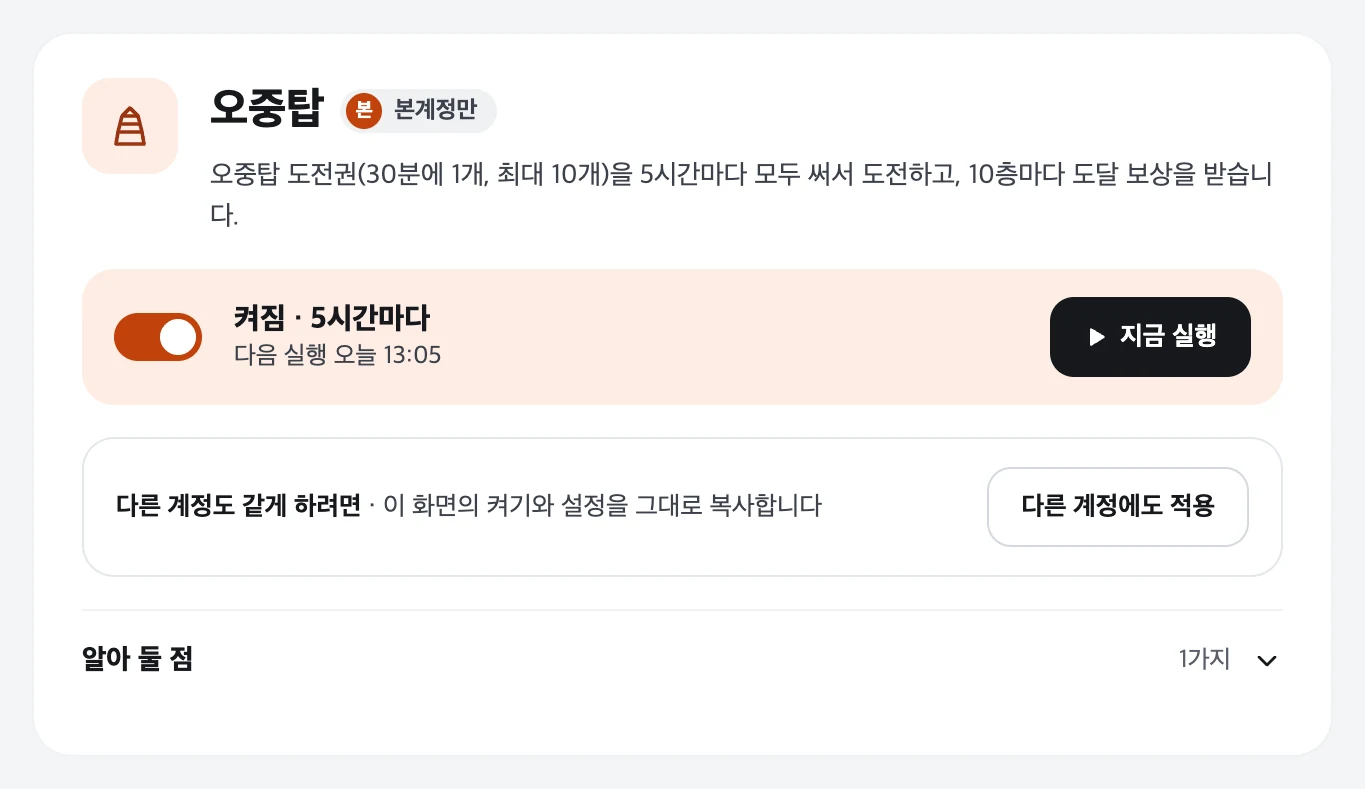 오중탑
본 본계정만
오중탑 도전권(30분에 1개, 최대 10개)을 5시간마다 모두 써서 도전하고, 10층마다 도달 보상을 받습니
다.
켜짐 · 5시간마다
다음 실행 오늘 13:05
▶ 지금 실행
다른 계정도 같게 하려면 · 이 화면의 켜기와 설정을 그대로 복사합니다
다른 계정에도 적용
알아 둘 점
1가지